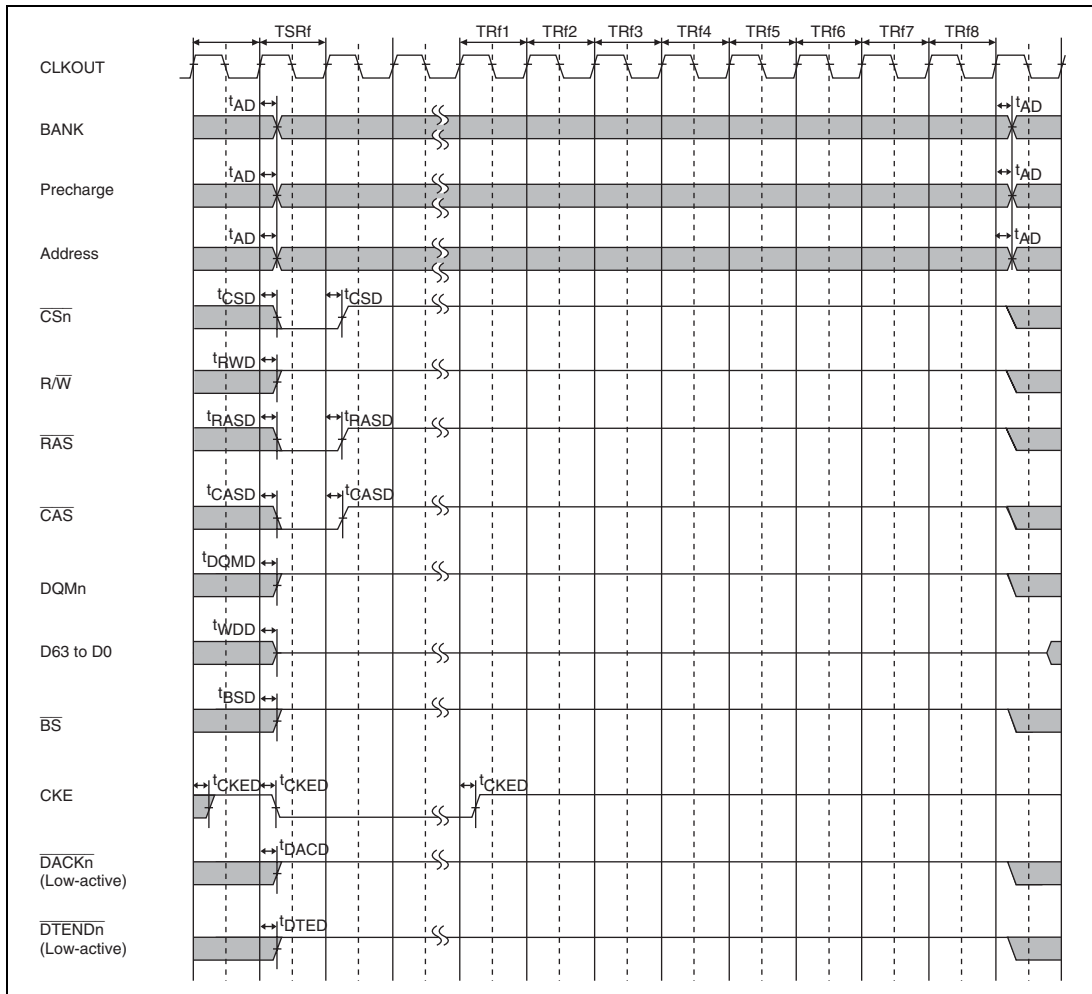 TSRf TRf1 TRf2 TRf3 TRf4 TRf5 TRf6 TRf7 TRf8
CLKOUT
tAD tAD
BANK
tAD tAD
Precharge
tAD tAD
Address
tCSD tCSD
CSn
tRWD
R/W
tRASD tRASD
RAS
tCASD tCASD
CAS
tDQMD
DQMn
tWDD
D63 to D0
tBSD
BS
tCKED tCKED tCKED
CKE
tDACD
DACKn
(Low-active)
tDTED
DTENDn
(Low-active)